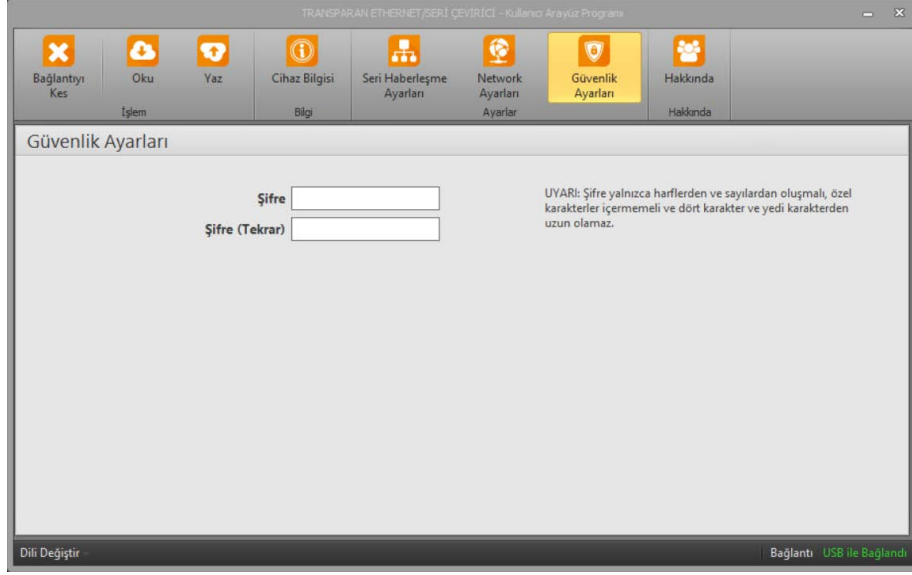 TRANSPARAN ETHERNET/SERİ ÇEVİRİCİ - Kullanıcı Arayüz Programı
Bağlantıyı Kes
Oku
Yaz
İşlem
Cihaz Bilgisi
Bilgi
Seri Haberleşme Ayarları
Network Ayarları
Güvenlik Ayarları
Ayarlar
Hakkında
Hakkında
Güvenlik Ayarları
Şifre
Şifre (Tekrar)
UYARI: Şifre yalnızca harflerden ve sayılardan oluşmalı, özel
karakterler içermemeli ve dört karakter ve yedi karakterden
uzun olamaz.
Dili Değiştir
Bağlantı USB ile Bağlandı